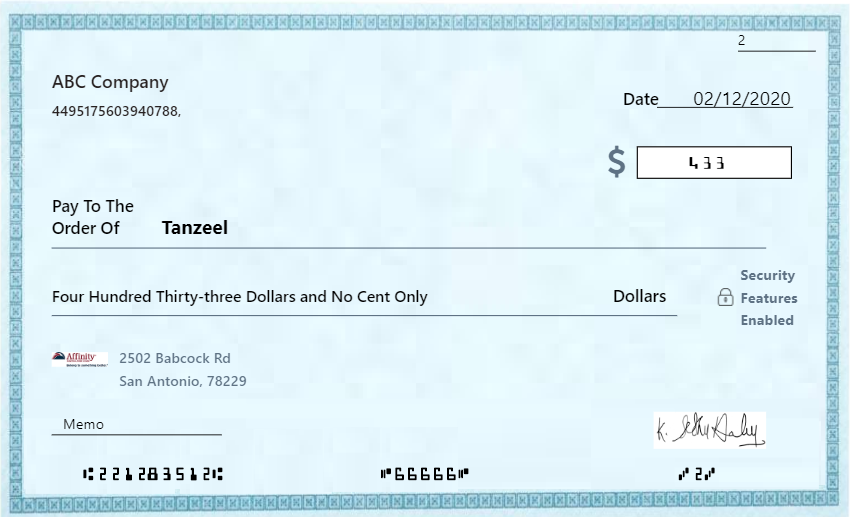 2
ABC Company
4495175603940788,
Date 02/12/2020
$ 433
Pay To The
Order Of Tanzeel
Four Hundred Thirty-three Dollars and No Cent Only Dollars
Security
Features
Enabled
Affinity
2502 Babcock Rd
San Antonio, 78229
Memo
K.
⑆221283512⑆ ⑈66666⑈ ⑇2⑇